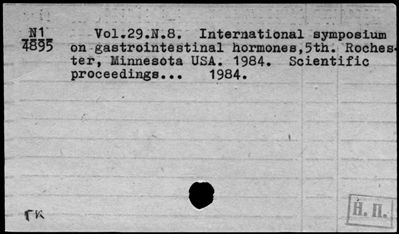 N1
4895
Vol.29.N.8. International symposium
on gastrointestinal hormones,5th. Roches-
ter, Minnesota USA. 1984. Scientific
proceedings... 1984.
ГК
Н. П.